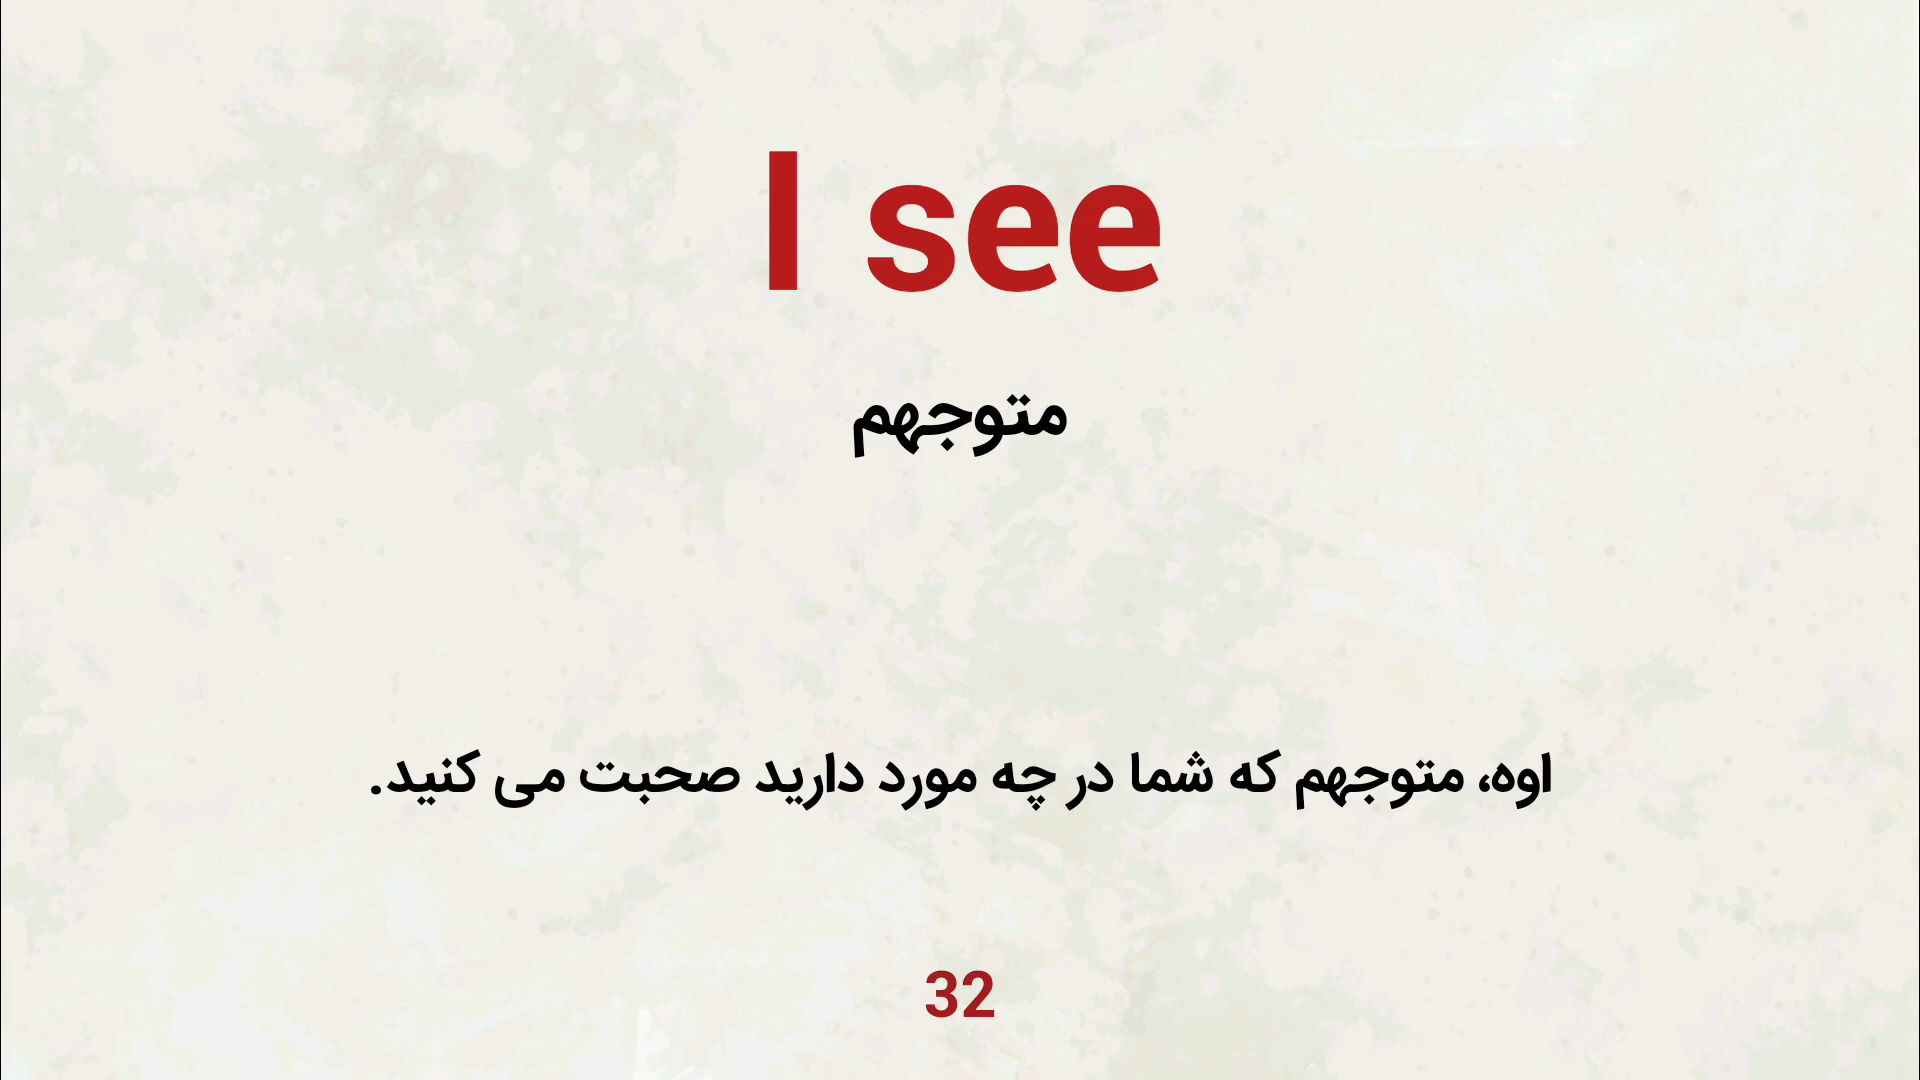 I see
متوجهم
اوه، متوجهم که شما در چه مورد دارید صحبت می کنید.
32